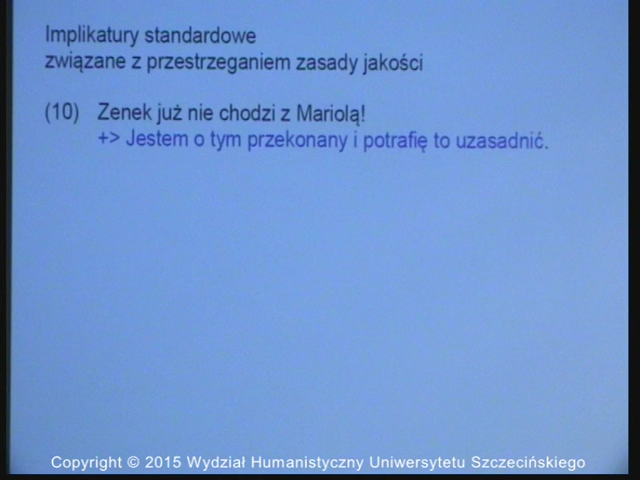 Implikatury standardowe
związane z przestrzeganiem zasady jakości
(10) Zenek już nie chodzi z Mariolą!
+> Jestem o tym przekonany i potrafię to uzasadnić.
Copyright © 2015 Wydział Humanistyczny Uniwersytetu Szczecińskiego